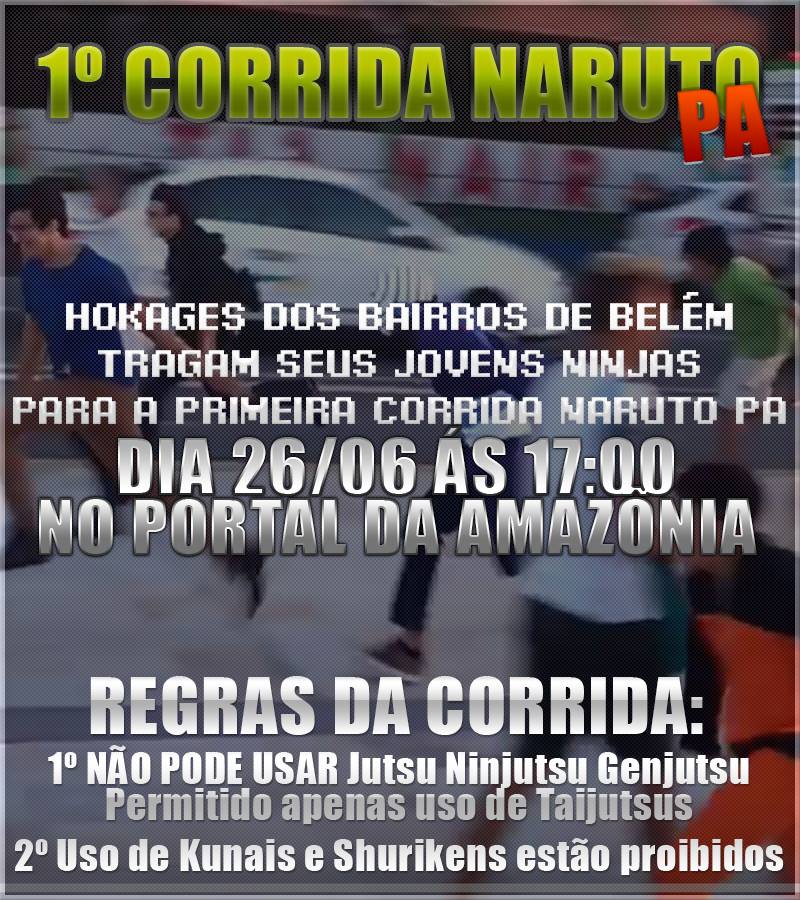 1º CORRIDA NARUTO
PA
HOKAGES DOS BAIRROS DE BELÉM
TRAGAM SEUS JOVENS NINJAS
PARA A PRIMEIRA CORRIDA NARUTO PA
DIA 26/06 ÁS 17:00
NO PORTAL DA AMAZÔNIA
REGRAS DA CORRIDA:
1º NÃO PODE USAR Jutsu Ninjutsu Genjutsu
Permitido apenas uso de Taijutsus
2º Uso de Kunais e Shurikens estão proibidos